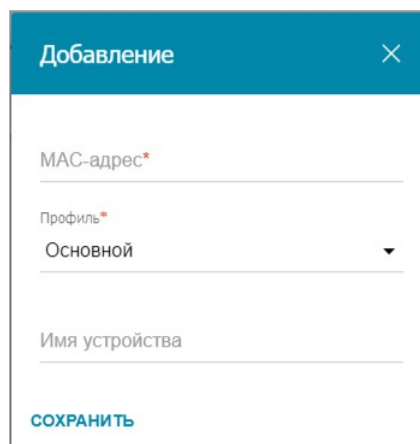 Добавление
MAC-адрес*
Профиль*
Основной
Имя устройства
СОХРАНИТЬ